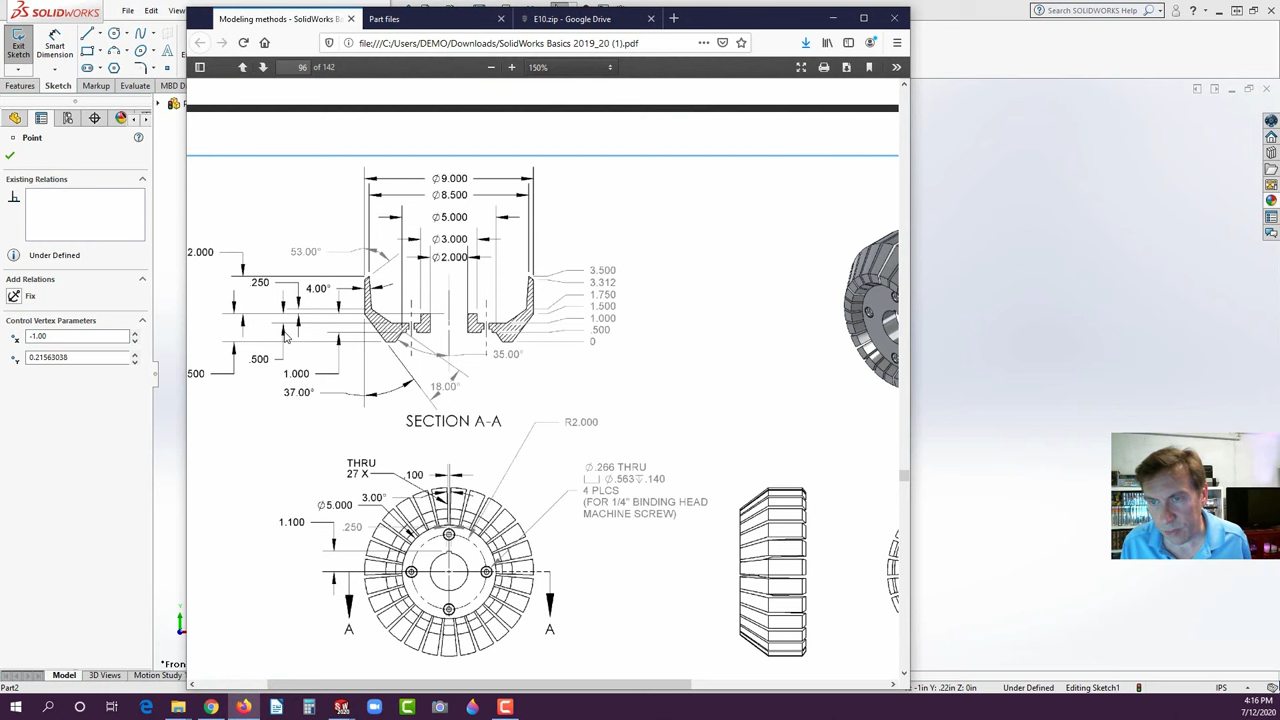 File Edit View
Search SOLIDWORKS Help
Exit Sketch
Smart Dimension
Features Sketch Markup Evaluate MBD D
Modeling methods - SolidWorks Ba
Part files
E10.zip - Google Drive
file:///C:/Users/DEMO/Downloads/SolidWorks Basics 2019_20 (1).pdf
96 of 142
150%
Point
Existing Relations
Under Defined
Add Relations
Fix
Control Vertex Parameters
-1.00
0.21563038
Ø9.000
Ø8.500
Ø5.000
Ø3.000
Ø2.000
2.000
53.00°
.250
4.00°
3.500
3.312
1.750
1.500
1.000
.500
0
.500
500
1.000
35.00°
18.00°
37.00°
SECTION A-A
R2.000
THRU
27 X
.100
3.00°
Ø5.000
.250
1.100
Ø.266 THRU
⌴ Ø.563↧.140
4 PLCS
(FOR 1/4" BINDING HEAD
MACHINE SCREW)
A A
*Fron
Model 3D Views Motion Study
Part2
-1in Y: .22in Z: 0in Under Defined Editing Sketch1 IPS
4:16 PM
7/12/2020